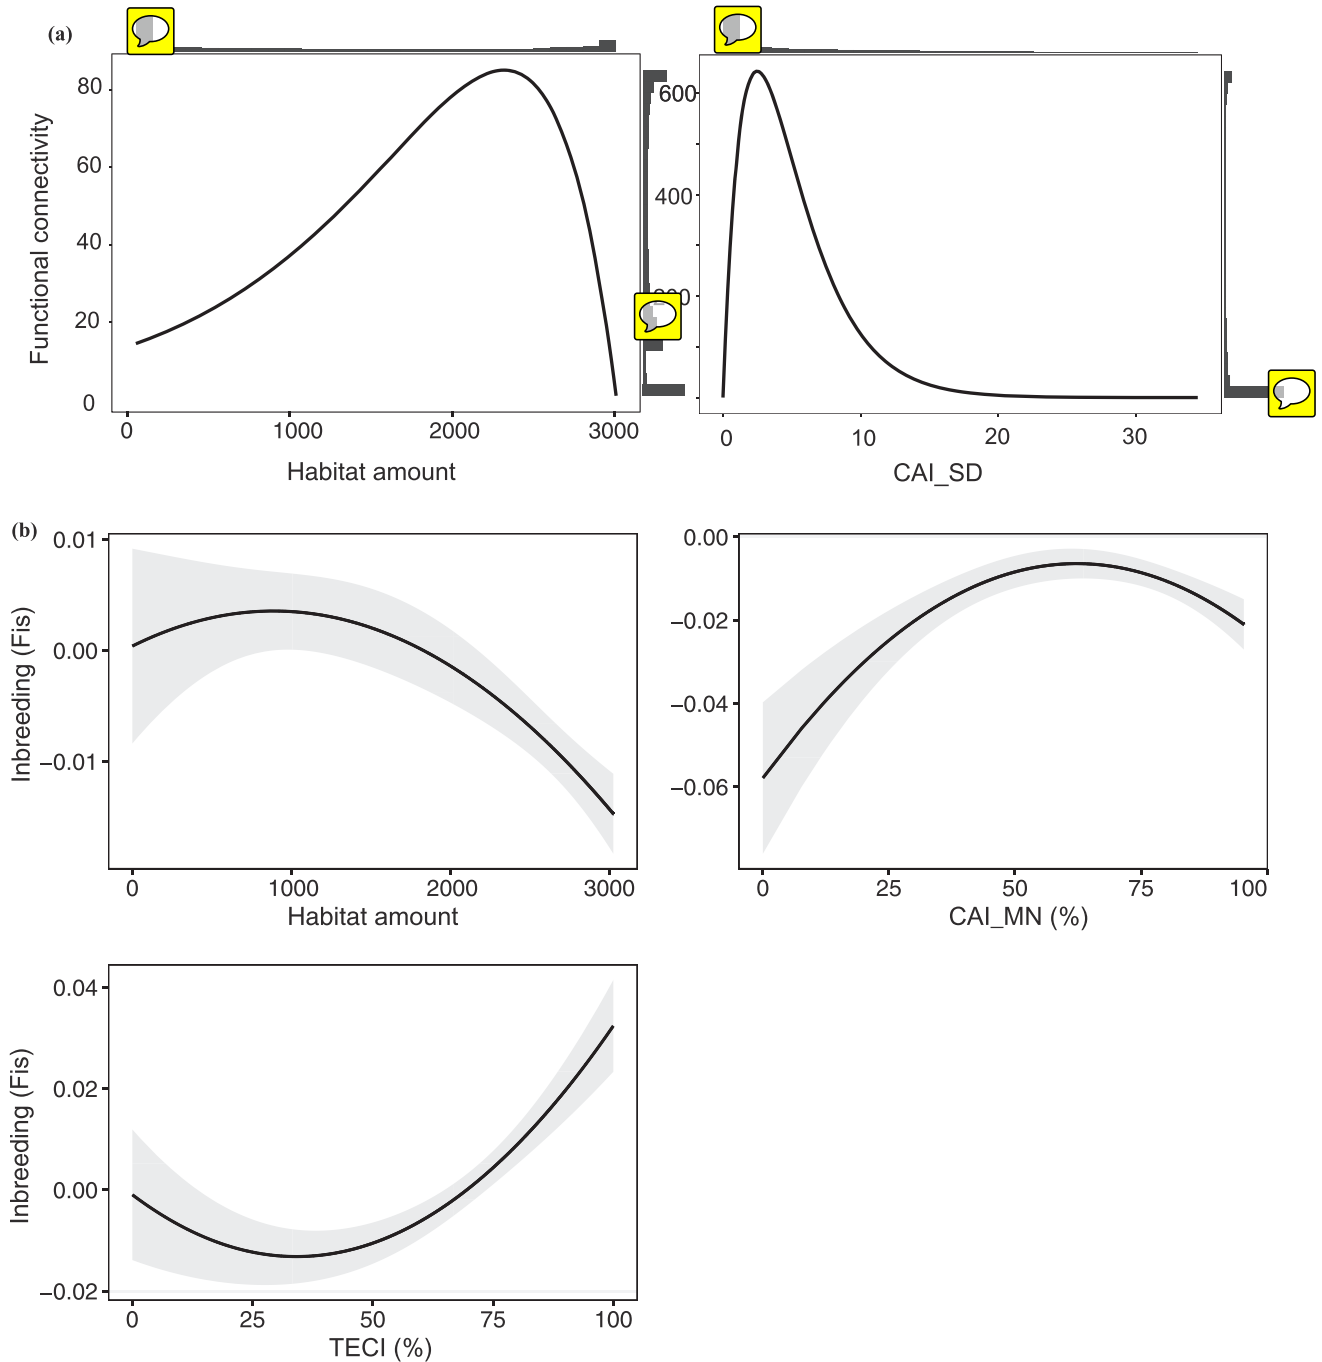 (a)
Functional connectivity
80
60
40
20
0
0 1000 2000 3000
Habitat amount
600
400
0 10 20 30
CAI_SD
(b)
Inbreeding (Fis)
0.01
0.00
−0.01
0 1000 2000 3000
Habitat amount
0.00
−0.02
−0.04
−0.06
0 25 50 75 100
CAI_MN (%)
Inbreeding (Fis)
0.04
0.02
0.00
−0.02
0 25 50 75 100
TECI (%)